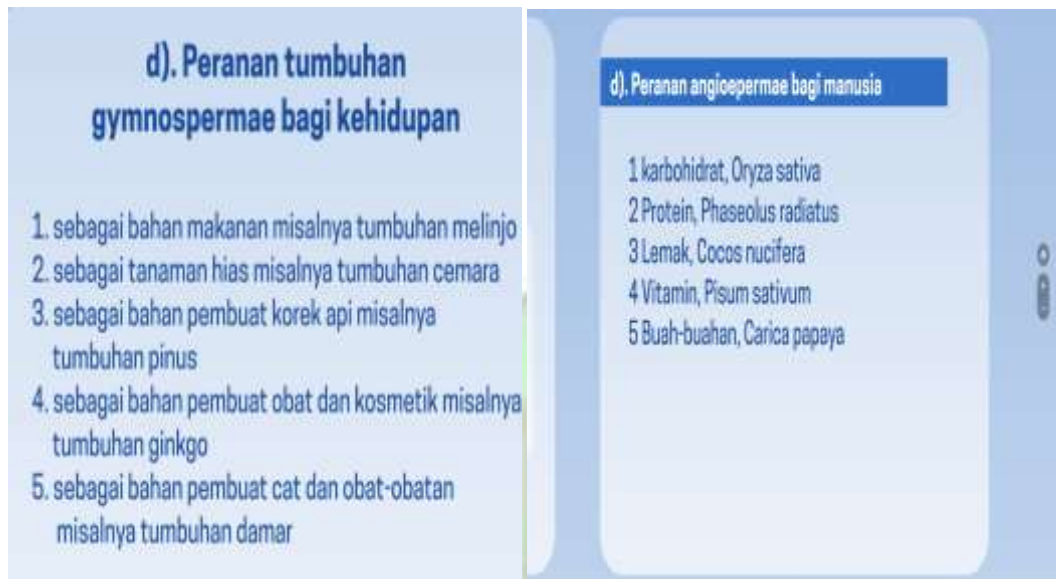 d). Peranan tumbuhan
gymnospermae bagi kehidupan
1. sebagai bahan makanan misalnya tumbuhan melinjo
2. sebagai tanaman hias misalnya tumbuhan cemara
3. sebagai bahan pembuat korek api misalnya
tumbuhan pinus
4. sebagai bahan pembuat obat dan kosmetik misalnya
tumbuhan ginkgo
5. sebagai bahan pembuat cat dan obat-obatan
misalnya tumbuhan damar
d). Peranan angioepermae bagi manusia
1 karbohidrat, Oryza sativa
2 Protein, Phaseolus radiatus
3 Lemak, Cocos nucifera
4 Vitamin, Pisum sativum
5 Buah-buahan, Carica papaya